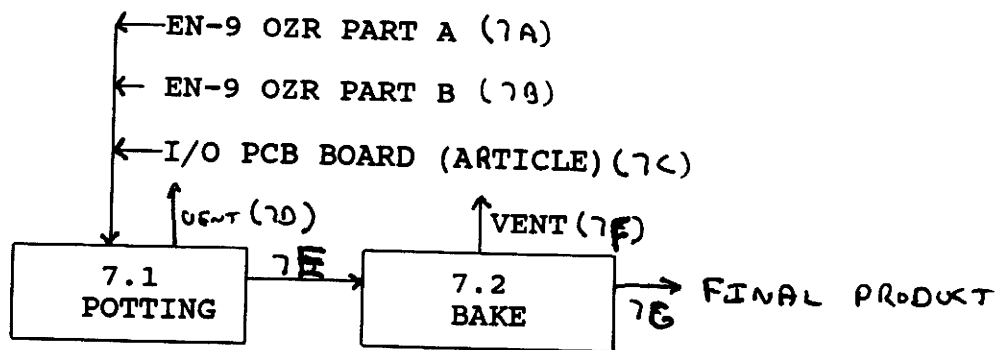 EN-9 OZR PART A (7A)
EN-9 OZR PART B (7B)
I/O PCB BOARD (ARTICLE) (7C)
VENT (7D)
VENT (7F)
7.1
POTTING
7E
7.2
BAKE
7G
FINAL PRODUCT